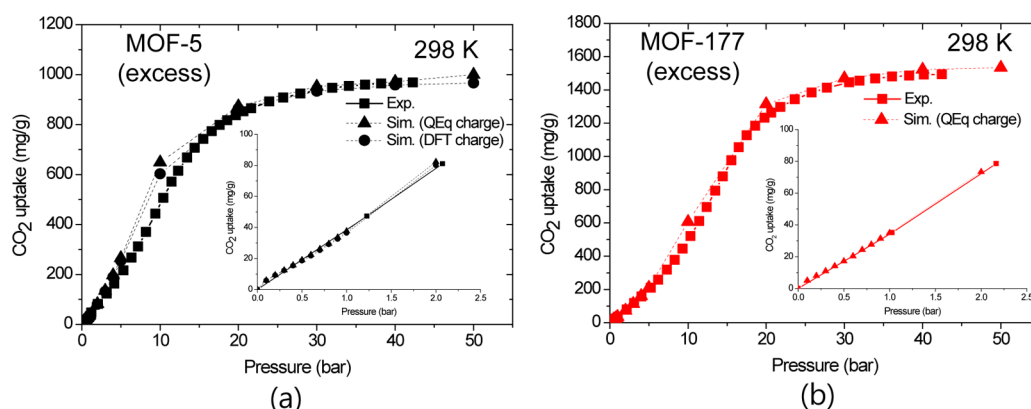 MOF-5
(excess)
298 K
Exp.
Sim. (QEq charge)
Sim. (DFT charge)
CO2 uptake (mg/g)
1200
1000
800
600
400
200
0
0 10 20 30 40 50
Pressure (bar)
CO2 uptake (mg/g)
100
80
60
40
20
0
0.0 0.5 1.0 1.5 2.0 2.5
Pressure (bar)
(a)
MOF-177
(excess)
298 K
Exp.
Sim. (QEq charge)
CO2 uptake (mg/g)
1800
1600
1400
1200
1000
800
600
400
200
0
0 10 20 30 40 50
Pressure (bar)
CO2 uptake (mg/g)
100
80
60
40
20
0
0.0 0.5 1.0 1.5 2.0 2.5
Pressure (bar)
(b)